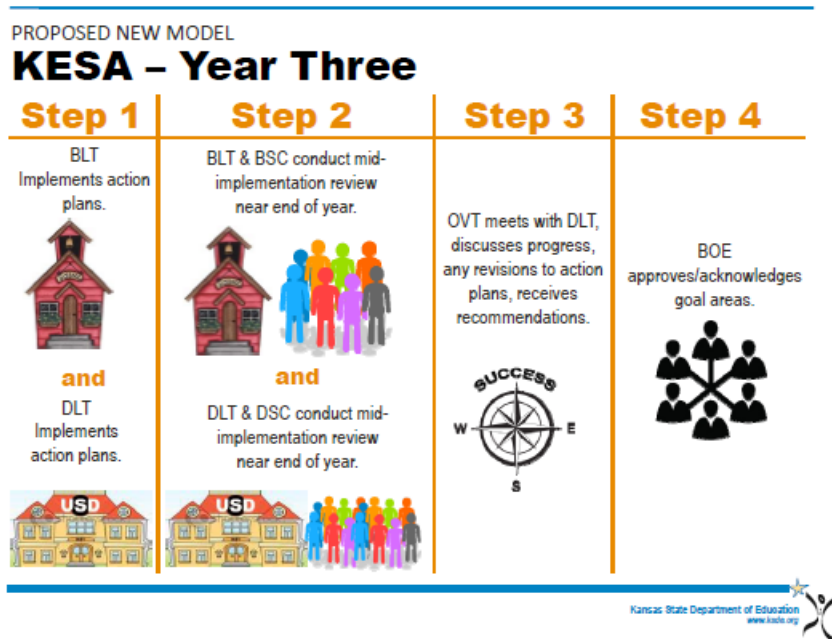 PROPOSED NEW MODEL
KESA – Year Three
Step 1
BLT
Implements action
plans.
and
DLT
Implements
action plans.
USD
Step 2
BLT & BSC conduct mid-
implementation review
near end of year.
and
DLT & DSC conduct mid-
implementation review
near end of year.
USD
Step 3
OVT meets with DLT,
discusses progress,
any revisions to action
plans, receives
recommendations.
SUCCESS
W E
S
Step 4
BOE
approves/acknowledges
goal areas.
Kansas State Department of Education
www.ksde.org